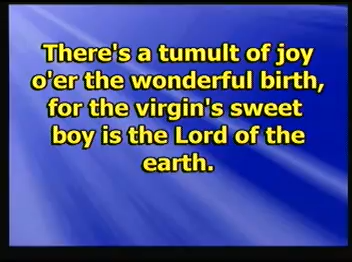 There's a tumult of joy
o'er the wonderful birth,
for the virgin's sweet
boy is the Lord of the
earth.